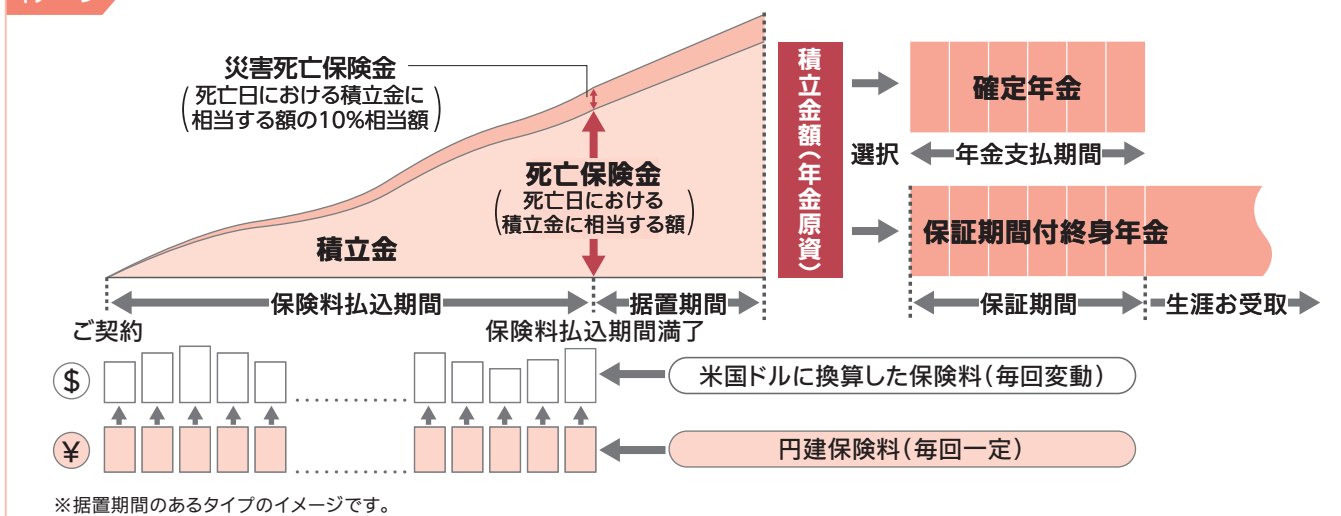 イメージ
災害死亡保険金
(死亡日における積立金に
相当する額の10%相当額)
死亡保険金
(死亡日における
積立金に相当する額)
積立金
積立金額(年金原資)
選択
確定年金
年金支払期間
保証期間付終身年金
保証期間
生涯お受取
保険料払込期間
据置期間
ご契約
保険料払込期間満了
$
米国ドルに換算した保険料(毎回変動)
¥
円建保険料(毎回一定)
※据置期間のあるタイプのイメージです。